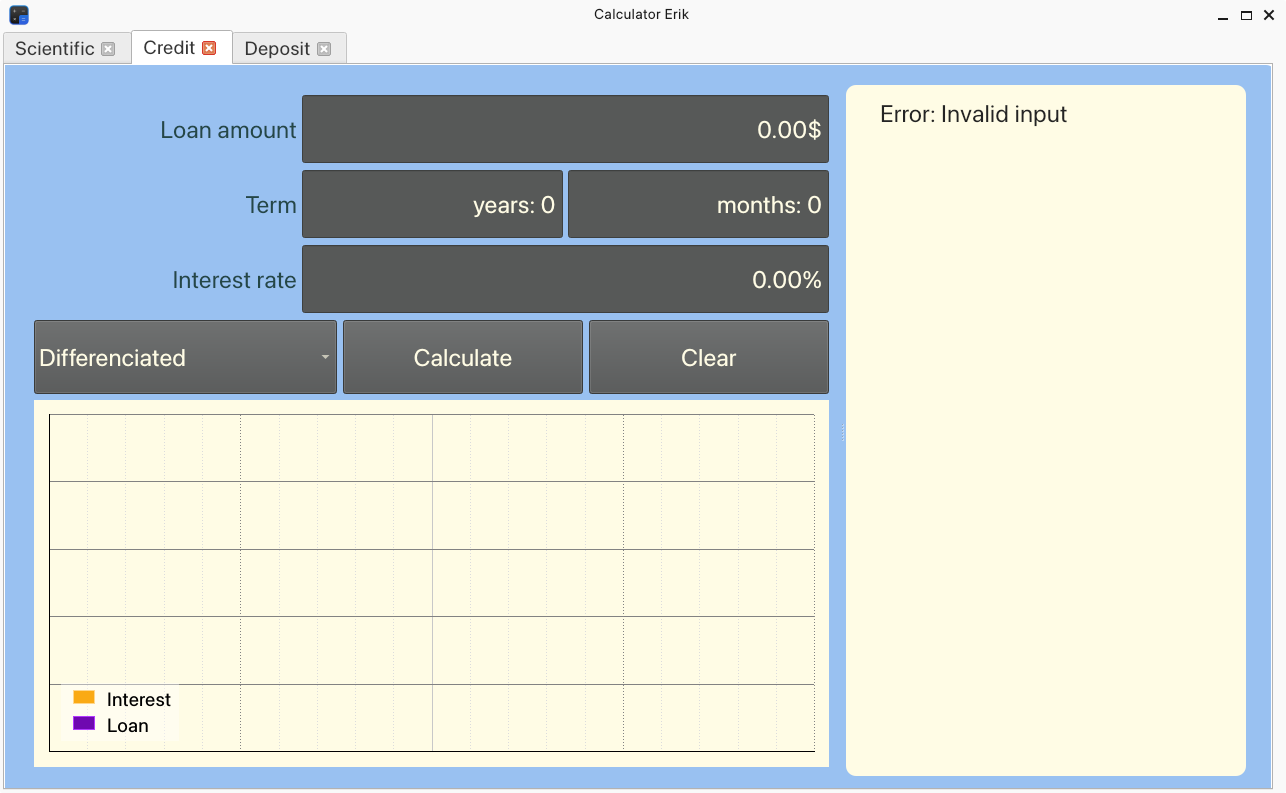 Calculator Erik
Scientific Credit Deposit
Loan amount 0.00$
Term years: 0 months: 0
Interest rate 0.00%
Differenciated Calculate Clear
Interest
Loan
Error: Invalid input